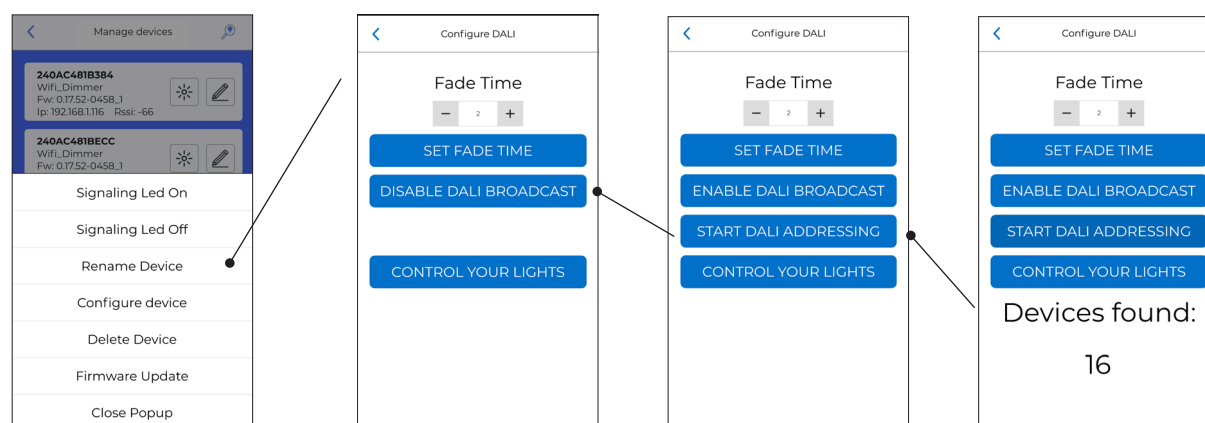 Manage devices
240AC481B384
Wifi_Dimmer
Fw: 0.17.52-0458_1
Ip: 192.168.1.116 Rssi: -66
240AC481BECC
Wifi_Dimmer
Fw: 0.17.52-0458_1
Signaling Led On
Signaling Led Off
Rename Device
Configure device
Delete Device
Firmware Update
Close Popup
Configure DALI
Fade Time
− 2 +
SET FADE TIME
DISABLE DALI BROADCAST
CONTROL YOUR LIGHTS
Configure DALI
Fade Time
− 2 +
SET FADE TIME
ENABLE DALI BROADCAST
START DALI ADDRESSING
CONTROL YOUR LIGHTS
Configure DALI
Fade Time
− 2 +
SET FADE TIME
ENABLE DALI BROADCAST
START DALI ADDRESSING
CONTROL YOUR LIGHTS
Devices found:
16